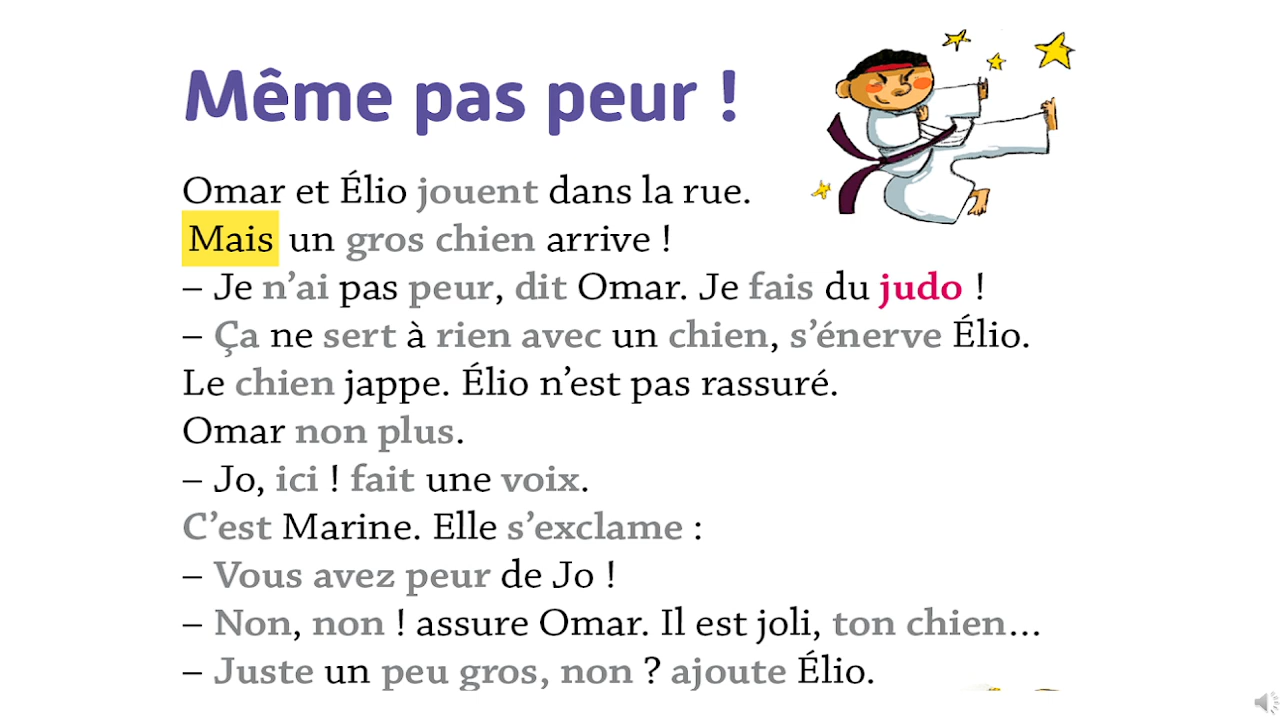 Même pas peur !
Omar et Élio jouent dans la rue.
Mais un gros chien arrive !
– Je n’ai pas peur, dit Omar. Je fais du judo !
– Ça ne sert à rien avec un chien, s’énerve Élio.
Le chien jappe. Élio n’est pas rassuré.
Omar non plus.
– Jo, ici ! fait une voix.
C’est Marine. Elle s’exclame :
– Vous avez peur de Jo !
– Non, non ! assure Omar. Il est joli, ton chien…
– Juste un peu gros, non ? ajoute Élio.